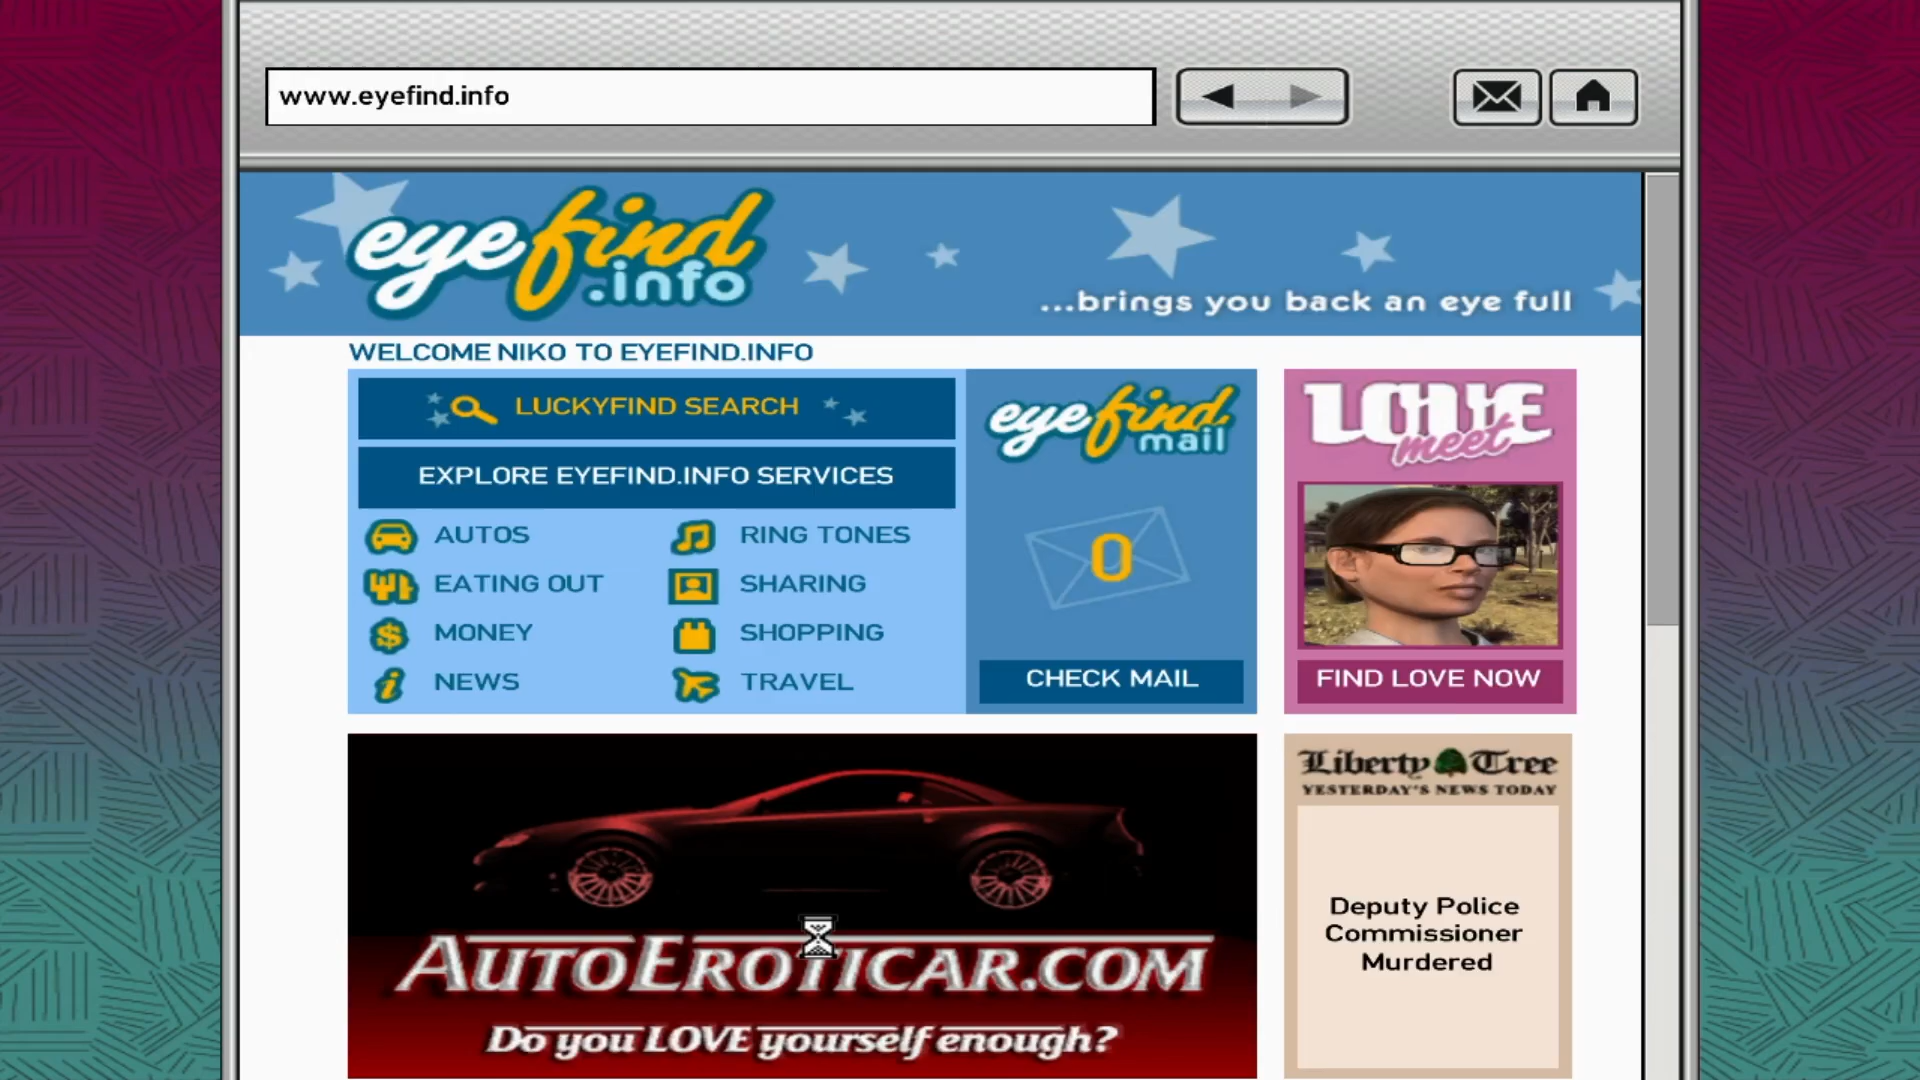 www.eyefind.info
eyefind
.info
...brings you back an eye full
WELCOME NIKO TO EYEFIND.INFO
LUCKYFIND SEARCH
EXPLORE EYEFIND.INFO SERVICES
AUTOS
RING TONES
EATING OUT
SHARING
MONEY
SHOPPING
NEWS
TRAVEL
eyefind
mail
0
CHECK MAIL
LOVE
meet
FIND LOVE NOW
AUTOEROTICAR.COM
Do you LOVE yourself enough?
Liberty Tree
YESTERDAY'S NEWS TODAY
Deputy Police
Commissioner
Murdered